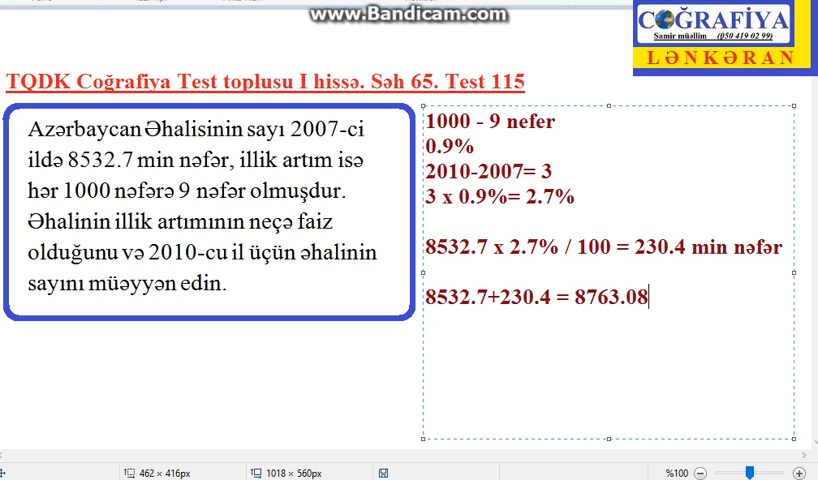 www.Bandicam.com
COĞRAFİYA
Samir müəllim (050 419 02 99)
LƏNKƏRAN
TQDK Coğrafiya Test toplusu I hissə. Səh 65. Test 115
Azərbaycan Əhalisinin sayı 2007-ci
ildə 8532.7 min nəfər, illik artım isə
hər 1000 nəfərə 9 nəfər olmuşdur.
Əhalinin illik artımının neçə faiz
olduğunu və 2010-cu il üçün əhalinin
sayını müəyyən edin.
1000 - 9 nefer
0.9%
2010-2007= 3
3 x 0.9%= 2.7%
8532.7 x 2.7% / 100 = 230.4 min nəfər
8532.7+230.4 = 8763.08
462 × 416px
1018 × 560px
%100